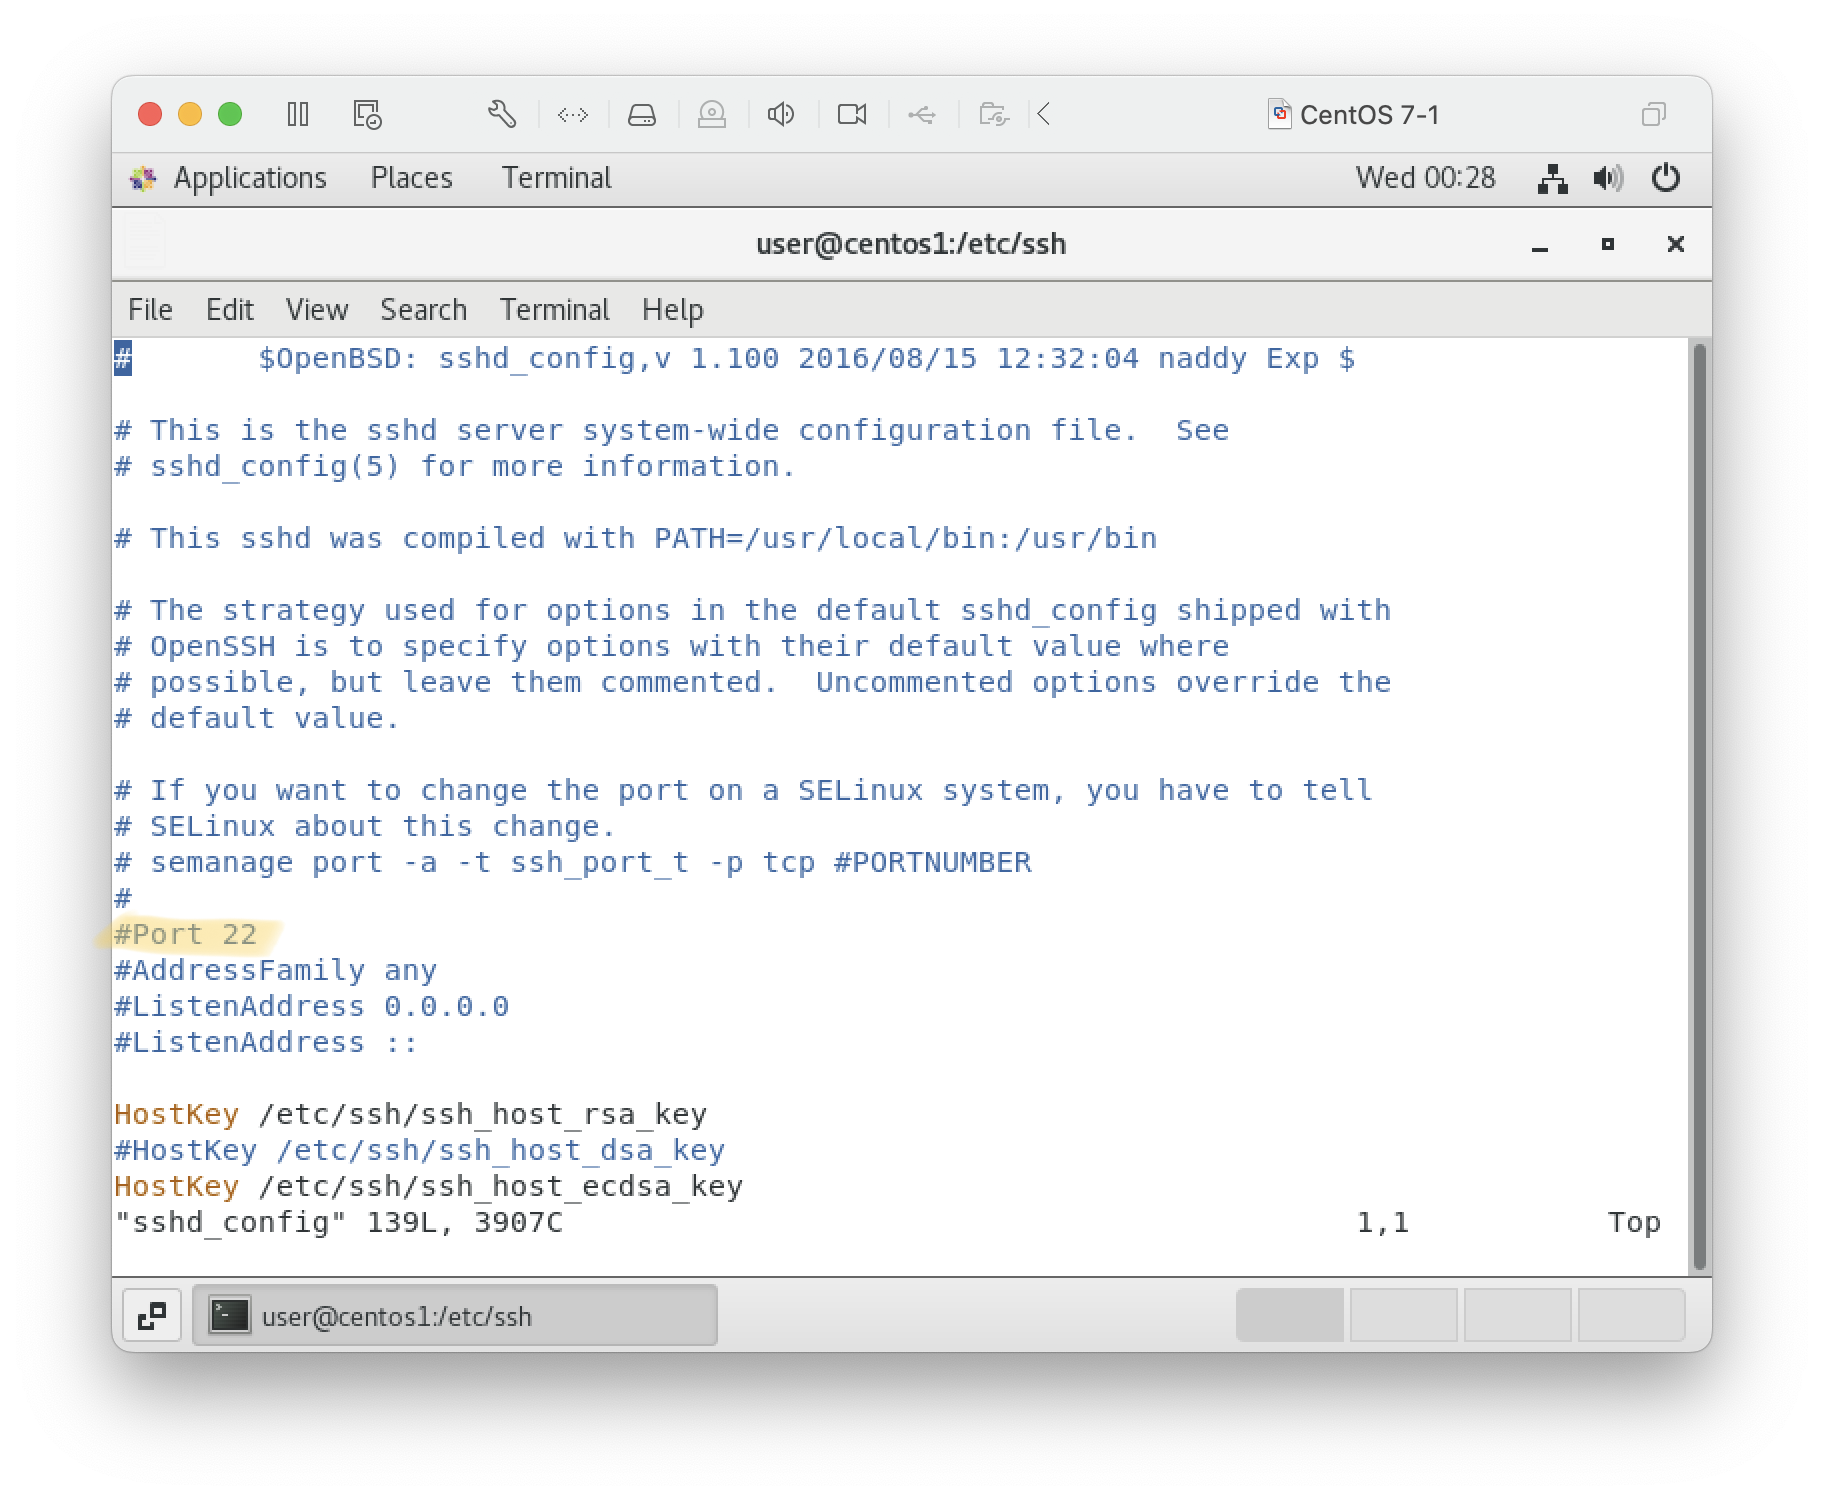 CentOS 7-1
Applications Places Terminal Wed 00:28
user@centos1:/etc/ssh
File Edit View Search Terminal Help
#       $OpenBSD: sshd_config,v 1.100 2016/08/15 12:32:04 naddy Exp $
# This is the sshd server system-wide configuration file.  See
# sshd_config(5) for more information.
# This sshd was compiled with PATH=/usr/local/bin:/usr/bin
# The strategy used for options in the default sshd_config shipped with
# OpenSSH is to specify options with their default value where
# possible, but leave them commented.  Uncommented options override the
# default value.
# If you want to change the port on a SELinux system, you have to tell
# SELinux about this change.
# semanage port -a -t ssh_port_t -p tcp #PORTNUMBER
#
#Port 22
#AddressFamily any
#ListenAddress 0.0.0.0
#ListenAddress ::
HostKey /etc/ssh/ssh_host_rsa_key
#HostKey /etc/ssh/ssh_host_dsa_key
HostKey /etc/ssh/ssh_host_ecdsa_key
"sshd_config" 139L, 3907C 1,1 Top
user@centos1:/etc/ssh